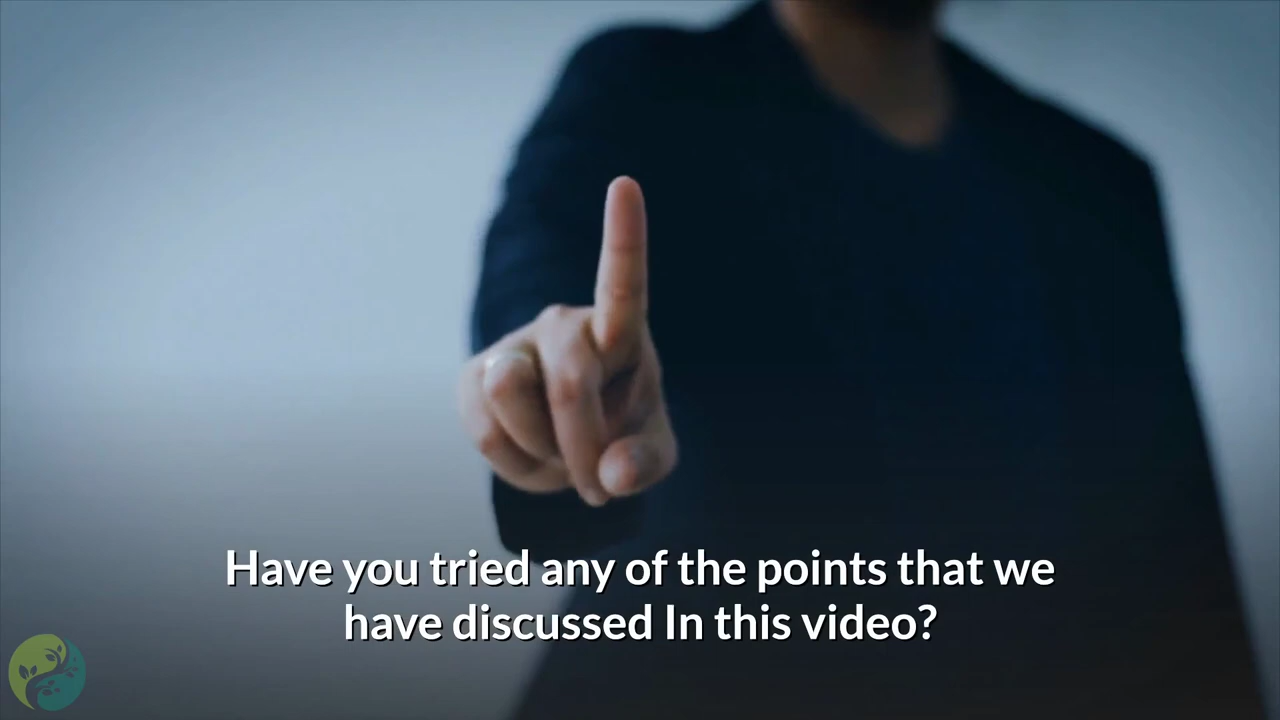 Have you tried any of the points that we
have discussed In this video?